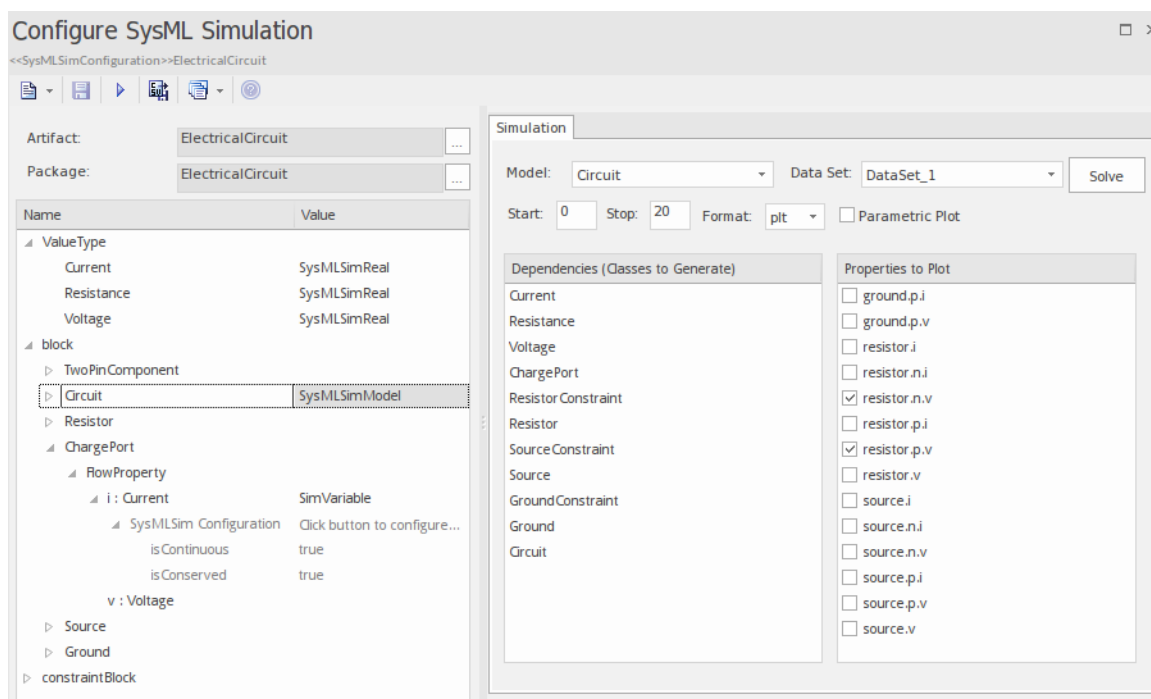 Configure SysML Simulation
<<SysMLSimConfiguration>>ElectricalCircuit
Artifact: ElectricalCircuit ...
Package: ElectricalCircuit ...
Name Value
ValueType
Current SysMLSimReal
Resistance SysMLSimReal
Voltage SysMLSimReal
block
TwoPinComponent
Circuit SysMLSimModel
Resistor
ChargePort
FlowProperty
i : Current SimVariable
SysMLSim Configuration Click button to configure...
isContinuous true
isConserved true
v : Voltage
Source
Ground
constraintBlock
Simulation
Model: Circuit Data Set: DataSet_1 Solve
Start: 0 Stop: 20 Format: plt Parametric Plot
Dependencies (Classes to Generate)
Current
Resistance
Voltage
ChargePort
ResistorConstraint
Resistor
SourceConstraint
Source
GroundConstraint
Ground
Circuit
Properties to Plot
ground.p.i
ground.p.v
resistor.i
resistor.n.i
resistor.n.v
resistor.p.i
resistor.p.v
resistor.v
source.i
source.n.i
source.n.v
source.p.i
source.p.v
source.v